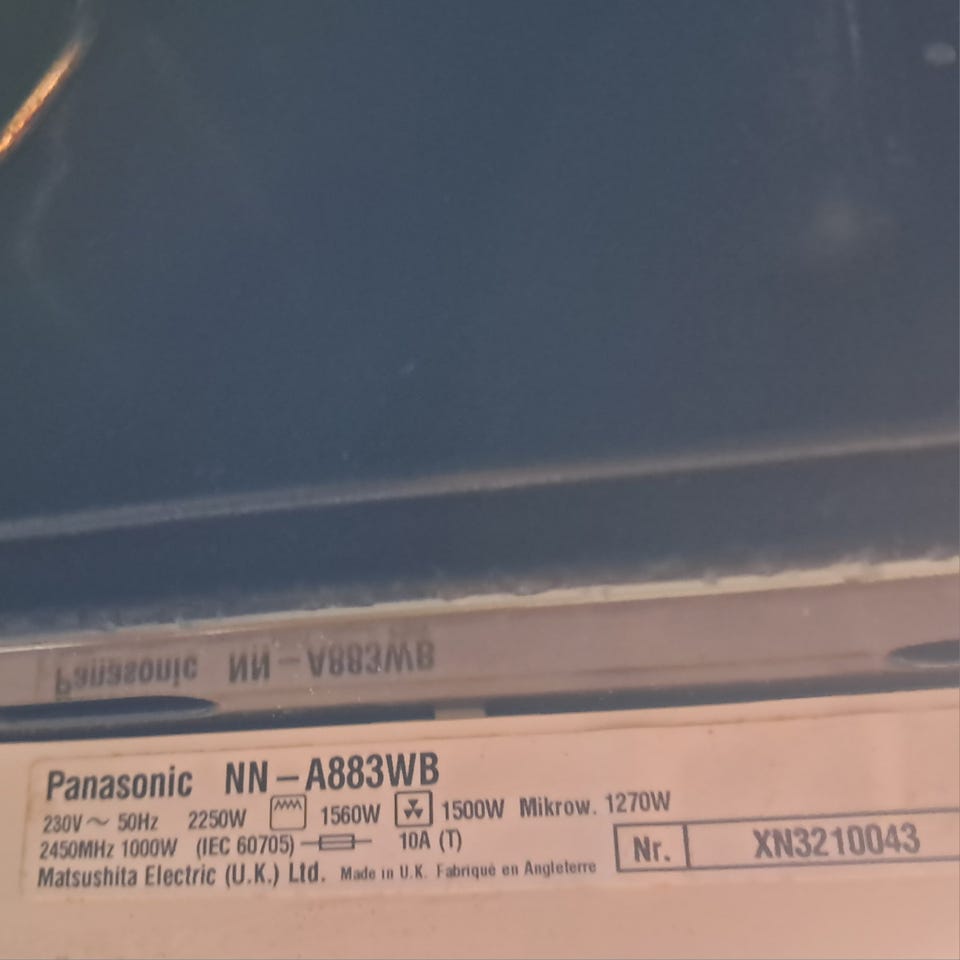 Panasonic NN-A883WB
Panasonic NN-A883WB
230V ~ 50Hz 2250W 1560W 1500W Mikrow. 1270W
2450MHz 1000W (IEC 60705) 10A (T)
Matsushita Electric (U.K.) Ltd. Made in U.K. Fabriqué en Angleterre
Nr. XN3210043